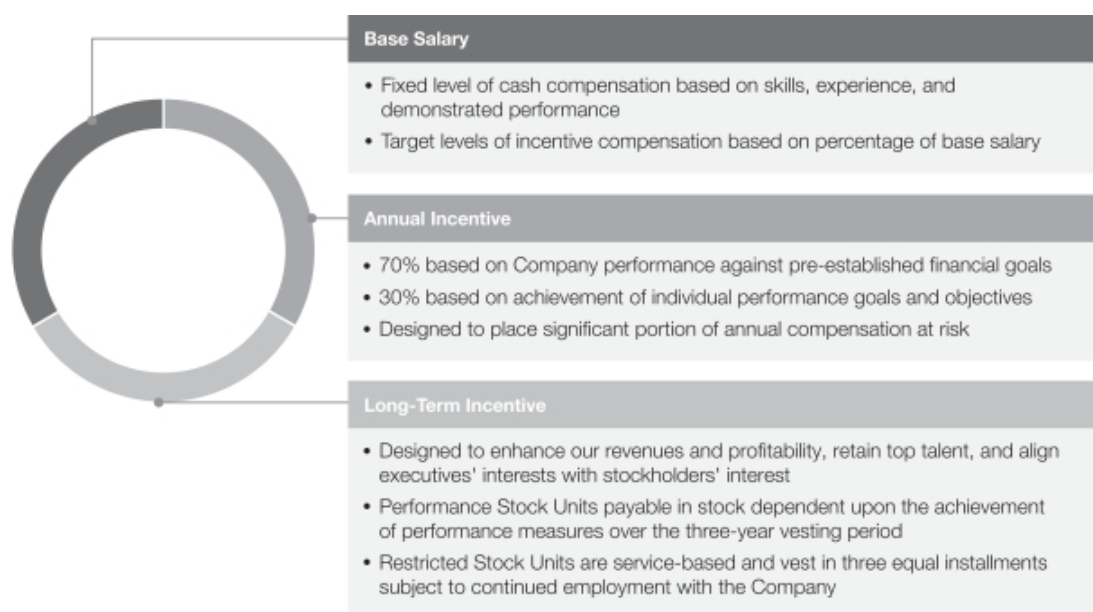 Base Salary
• Fixed level of cash compensation based on skills, experience, and
demonstrated performance
• Target levels of incentive compensation based on percentage of base salary
Annual Incentive
• 70% based on Company performance against pre-established financial goals
• 30% based on achievement of individual performance goals and objectives
• Designed to place significant portion of annual compensation at risk
Long-Term Incentive
• Designed to enhance our revenues and profitability, retain top talent, and align
executives' interests with stockholders' interest
• Performance Stock Units payable in stock dependent upon the achievement
of performance measures over the three-year vesting period
• Restricted Stock Units are service-based and vest in three equal installments
subject to continued employment with the Company